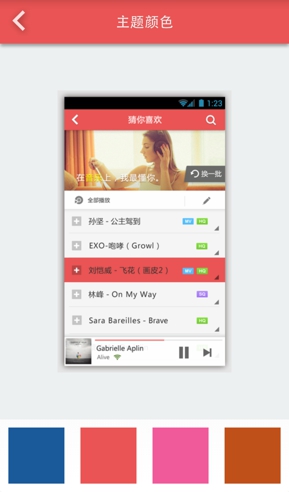 主题颜色
1:23
猜你喜欢
在音乐上，我最懂你。
换一批
全部播放
孙坚 - 公主驾到 MV HQ
EXO-咆哮（Growl） HQ
刘恺威 - 飞花（画皮2） MV HQ
林峰 - On My Way SQ
Sara Bareilles - Brave HQ
Gabrielle Aplin
Alive